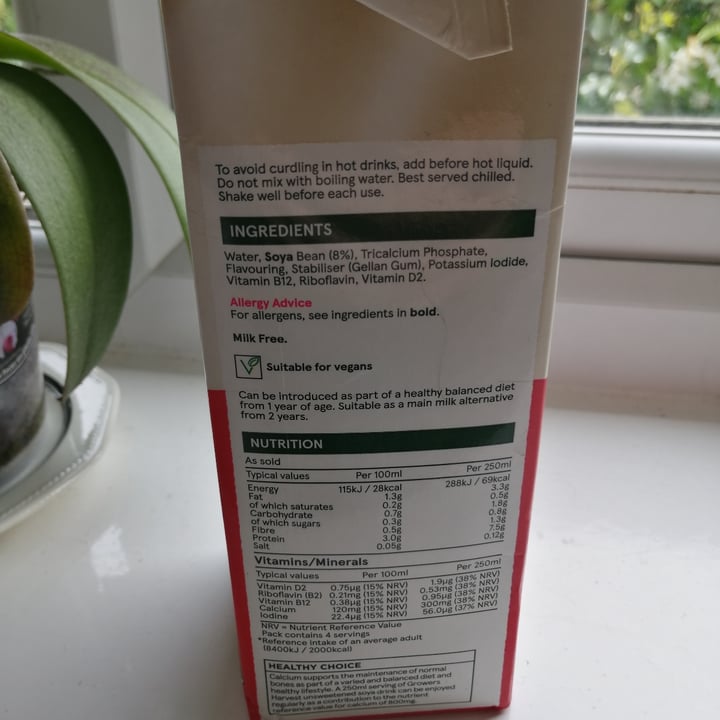 To avoid curdling in hot drinks, add before hot liquid.
Do not mix with boiling water. Best served chilled.
Shake well before each use.
INGREDIENTS
Water, Soya Bean (8%), Tricalcium Phosphate,
Flavouring, Stabiliser (Gellan Gum), Potassium Iodide,
Vitamin B12, Riboflavin, Vitamin D2.
Allergy Advice
For allergens, see ingredients in bold.
Milk Free.
Suitable for vegans
Can be introduced as part of a healthy balanced diet
from 1 year of age. Suitable as a main milk alternative
from 2 years.
NUTRITION
As sold
Typical values Per 100ml Per 250ml
Energy 115kJ / 28kcal 288kJ / 69kcal
Fat 1.3g 3.3g
of which saturates 0.2g 0.5g
Carbohydrate 0.7g 1.8g
of which sugars 0.3g 0.8g
Fibre 0.5g 1.3g
Protein 3.0g 7.5g
Salt 0.05g 0.12g
Vitamins/Minerals
Typical values Per 100ml Per 250ml
Vitamin D2 0.75µg (15% NRV) 1.9µg (38% NRV)
Riboflavin (B2) 0.21mg (15% NRV) 0.53mg (38% NRV)
Vitamin B12 0.38µg (15% NRV) 0.95µg (38% NRV)
Calcium 120mg (15% NRV) 300mg (38% NRV)
Iodine 22.4µg (15% NRV) 56.0µg (37% NRV)
NRV = Nutrient Reference Value
Pack contains 4 servings
*Reference intake of an average adult
(8400kJ / 2000kcal)
HEALTHY CHOICE
Calcium supports the maintenance of normal
bones as part of a varied and balanced diet and
healthy lifestyle. A 250ml serving of Growers
Harvest unsweetened soya drink can be enjoyed
regularly as a contribution to the nutrient
reference value for calcium of 800mg.